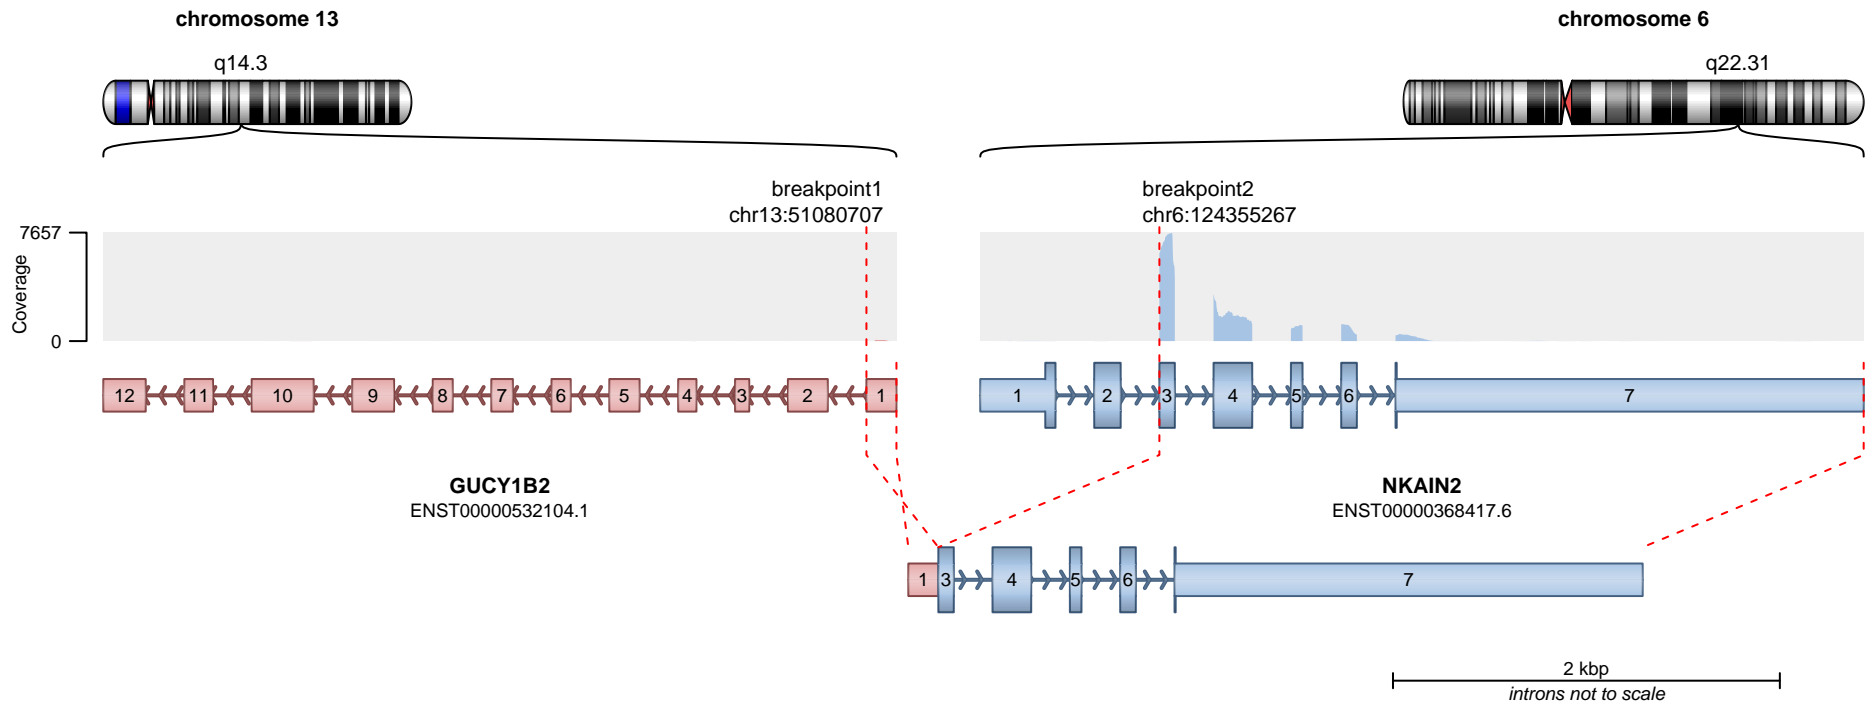 chromosome 13
chromosome 6
q14.3
q22.31
breakpoint1
chr13:51080707
breakpoint2
chr6:124355267
7657
Coverage
0
12 11 10 9 8 7 6 5 4 3 2 1
1 2 3 4 5 6 7
GUCY1B2
ENST00000532104.1
NKAIN2
ENST00000368417.6
1 3 4 5 6 7
2 kbp
introns not to scale